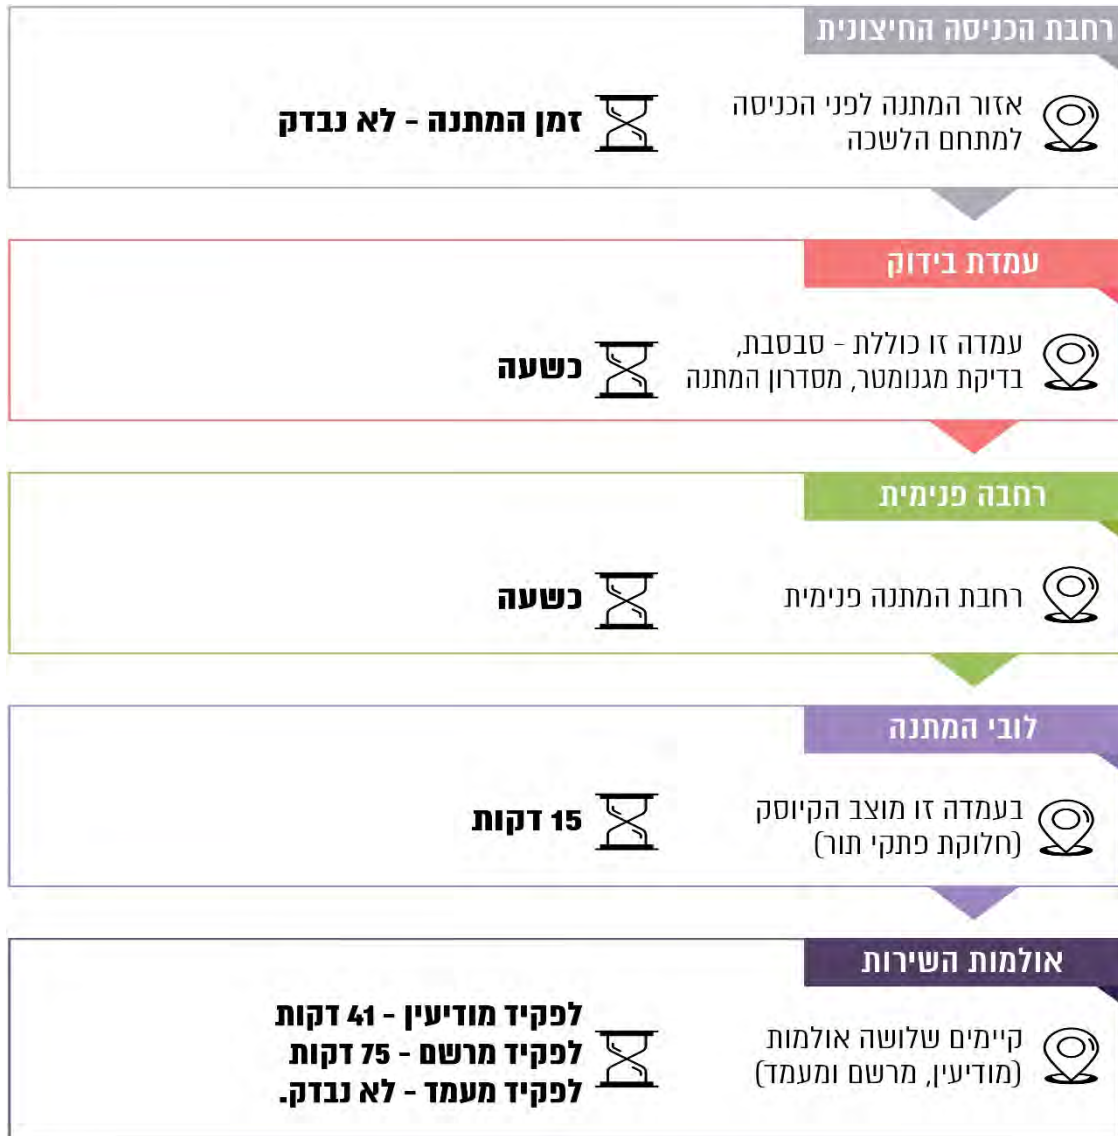 רחבת הכניסה החיצונית
אזור המתנה לפני הכניסה
למתחם הלשכה
זמן המתנה - לא נבדק
עמדת בידוק
עמדה זו כוללת - סבסבת,
בדיקת מגנומטר, מסדרון המתנה
כשעה
רחבה פנימית
רחבת המתנה פנימית
כשעה
לובי המתנה
בעמדה זו מוצב הקיוסק
(חלוקת פתקי תור)
15 דקות
אולמות השירות
קיימים שלושה אולמות
(מודיעין, מרשם ומעמד)
לפקיד מודיעין - 41 דקות
לפקיד מרשם - 75 דקות
לפקיד מעמד - לא נבדק.